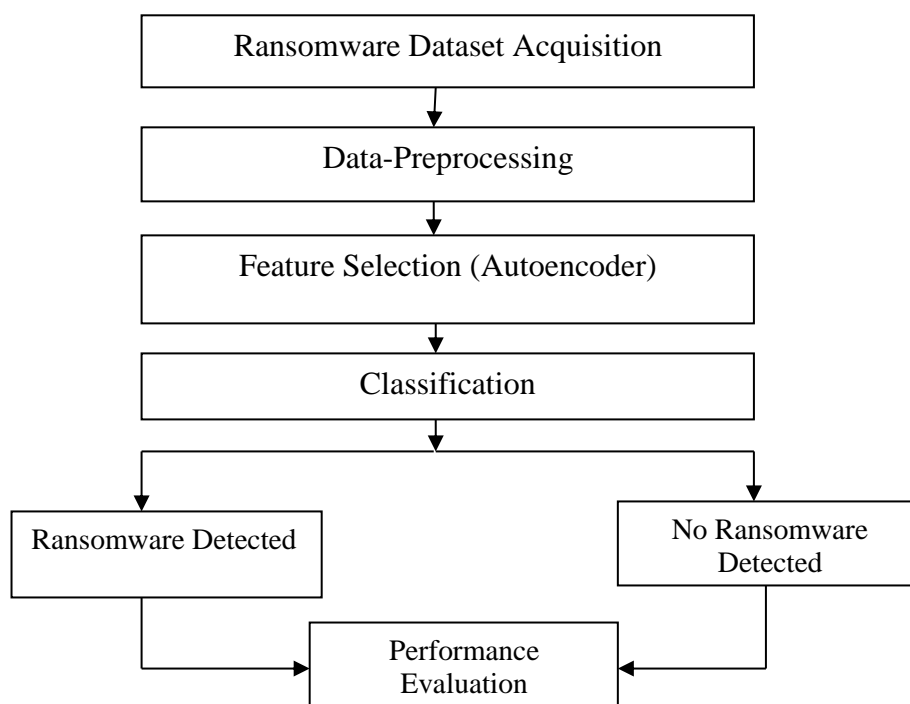 Ransomware Dataset Acquisition
Data-Preprocessing
Feature Selection (Autoencoder)
Classification
Ransomware Detected
No Ransomware
Detected
Performance
Evaluation